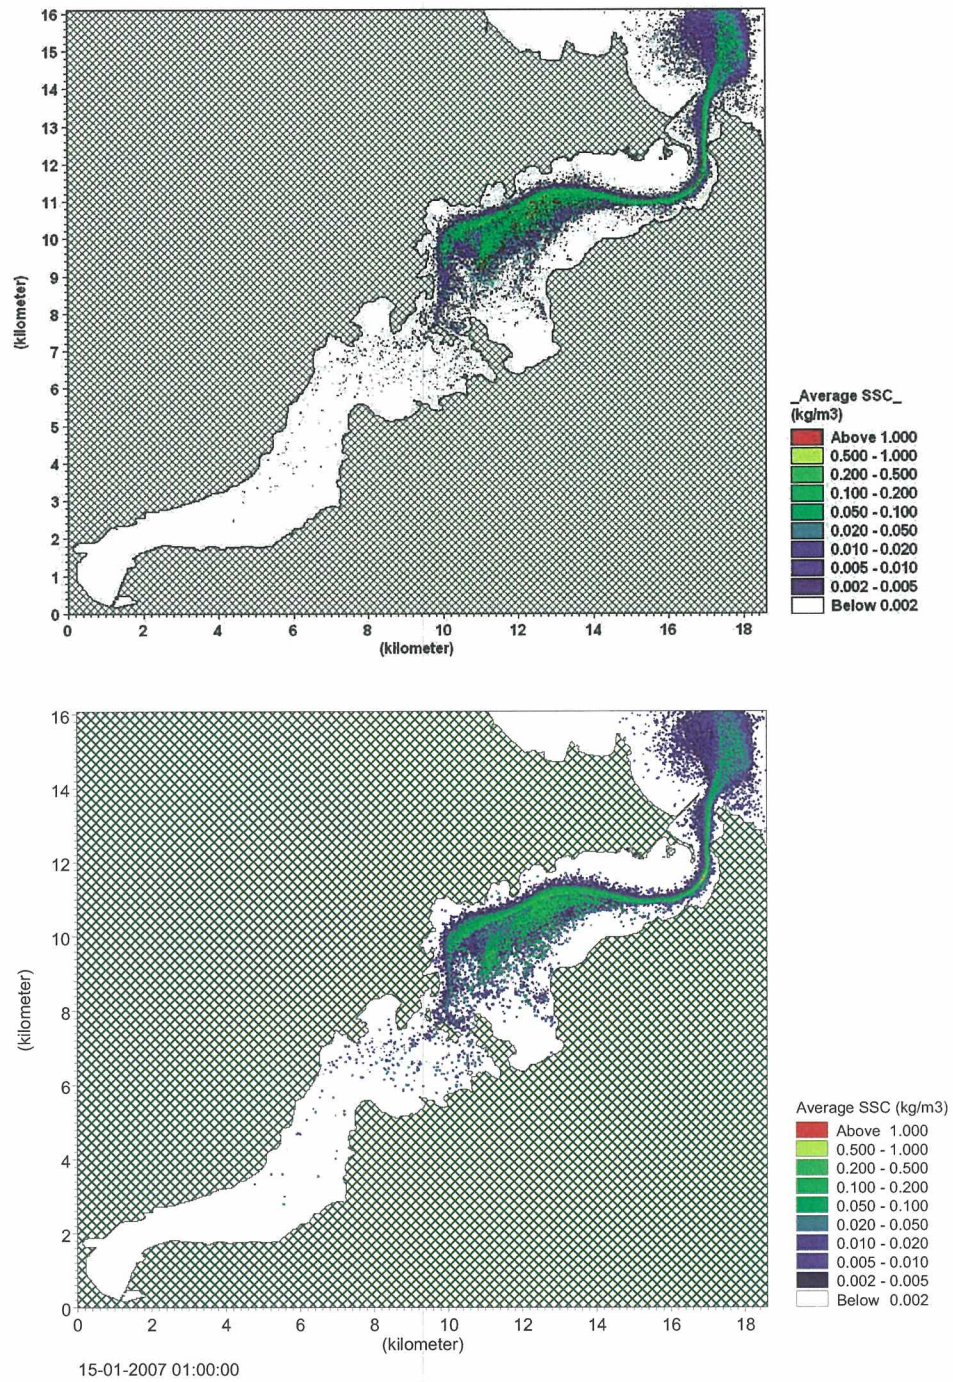 16
15
14
13
12
11
10
9
8
7
6
5
4
3
2
1
0
(kilometer)
0 2 4 6 8 10 12 14 16 18
(kilometer)
_Average SSC_
(kg/m3)
Above 1.000
0.500 - 1.000
0.200 - 0.500
0.100 - 0.200
0.050 - 0.100
0.020 - 0.050
0.010 - 0.020
0.005 - 0.010
0.002 - 0.005
Below 0.002
16
14
12
10
8
6
4
2
0
(kilometer)
0 2 4 6 8 10 12 14 16 18
(kilometer)
Average SSC (kg/m3)
Above 1.000
0.500 - 1.000
0.200 - 0.500
0.100 - 0.200
0.050 - 0.100
0.020 - 0.050
0.010 - 0.020
0.005 - 0.010
0.002 - 0.005
Below 0.002
15-01-2007 01:00:00